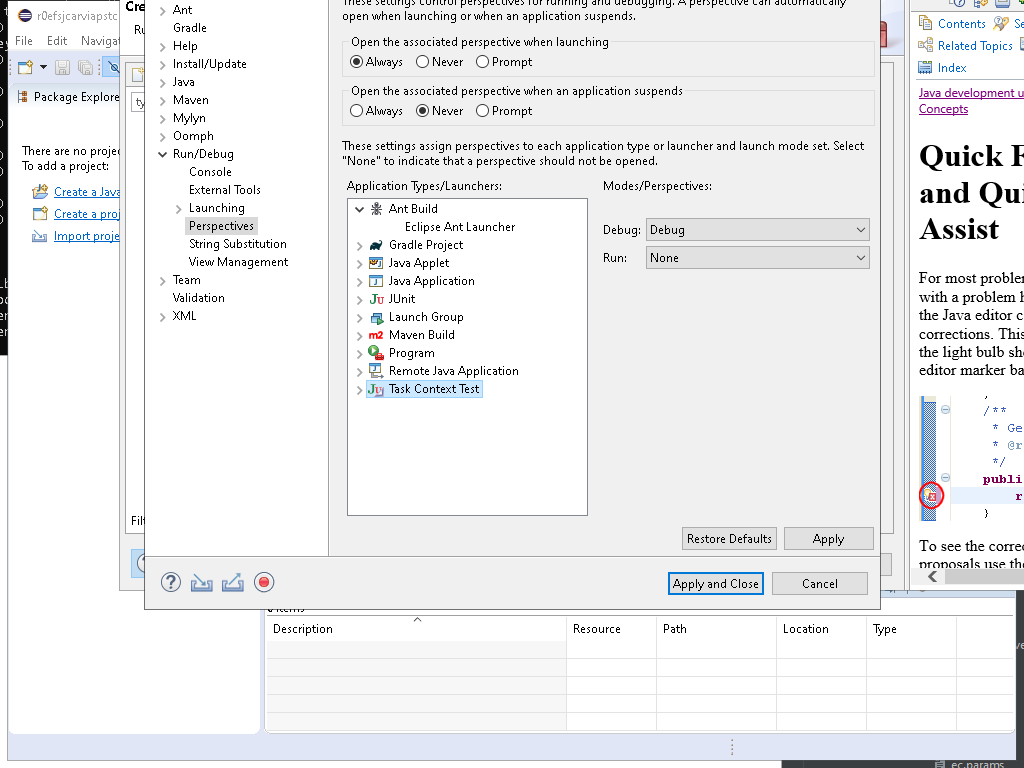 r0efsjcarviapstc
File Edit Navigat
Package Explore
There are no projec
To add a project:
Create a Java
Create a proj
Import proje
Cre
Ru
ty
Filt
Ant
Gradle
Help
Install/Update
Java
Maven
Mylyn
Oomph
Run/Debug
Console
External Tools
Launching
Perspectives
String Substitution
View Management
Team
Validation
XML
These settings control perspectives for running and debugging. A perspective can automatically
open when launching or when an application suspends.
Open the associated perspective when launching
Always Never Prompt
Open the associated perspective when an application suspends
Always Never Prompt
These settings assign perspectives to each application type or launcher and launch mode set. Select
"None" to indicate that a perspective should not be opened.
Application Types/Launchers:
Ant Build
Eclipse Ant Launcher
Gradle Project
Java Applet
Java Application
JUnit
Launch Group
Maven Build
Program
Remote Java Application
Task Context Test
Modes/Perspectives:
Debug: Debug
Run: None
Restore Defaults Apply
Apply and Close Cancel
Contents Se
Related Topics
Index
Java development u
Concepts
Quick F
and Qui
Assist
For most problem
with a problem h
the Java editor c
corrections. This
the light bulb sho
editor marker ba
/**
* Ge
* @r
*/
publi
r
}
To see the correc
proposals use the
items
Description Resource Path Location Type
ec.params